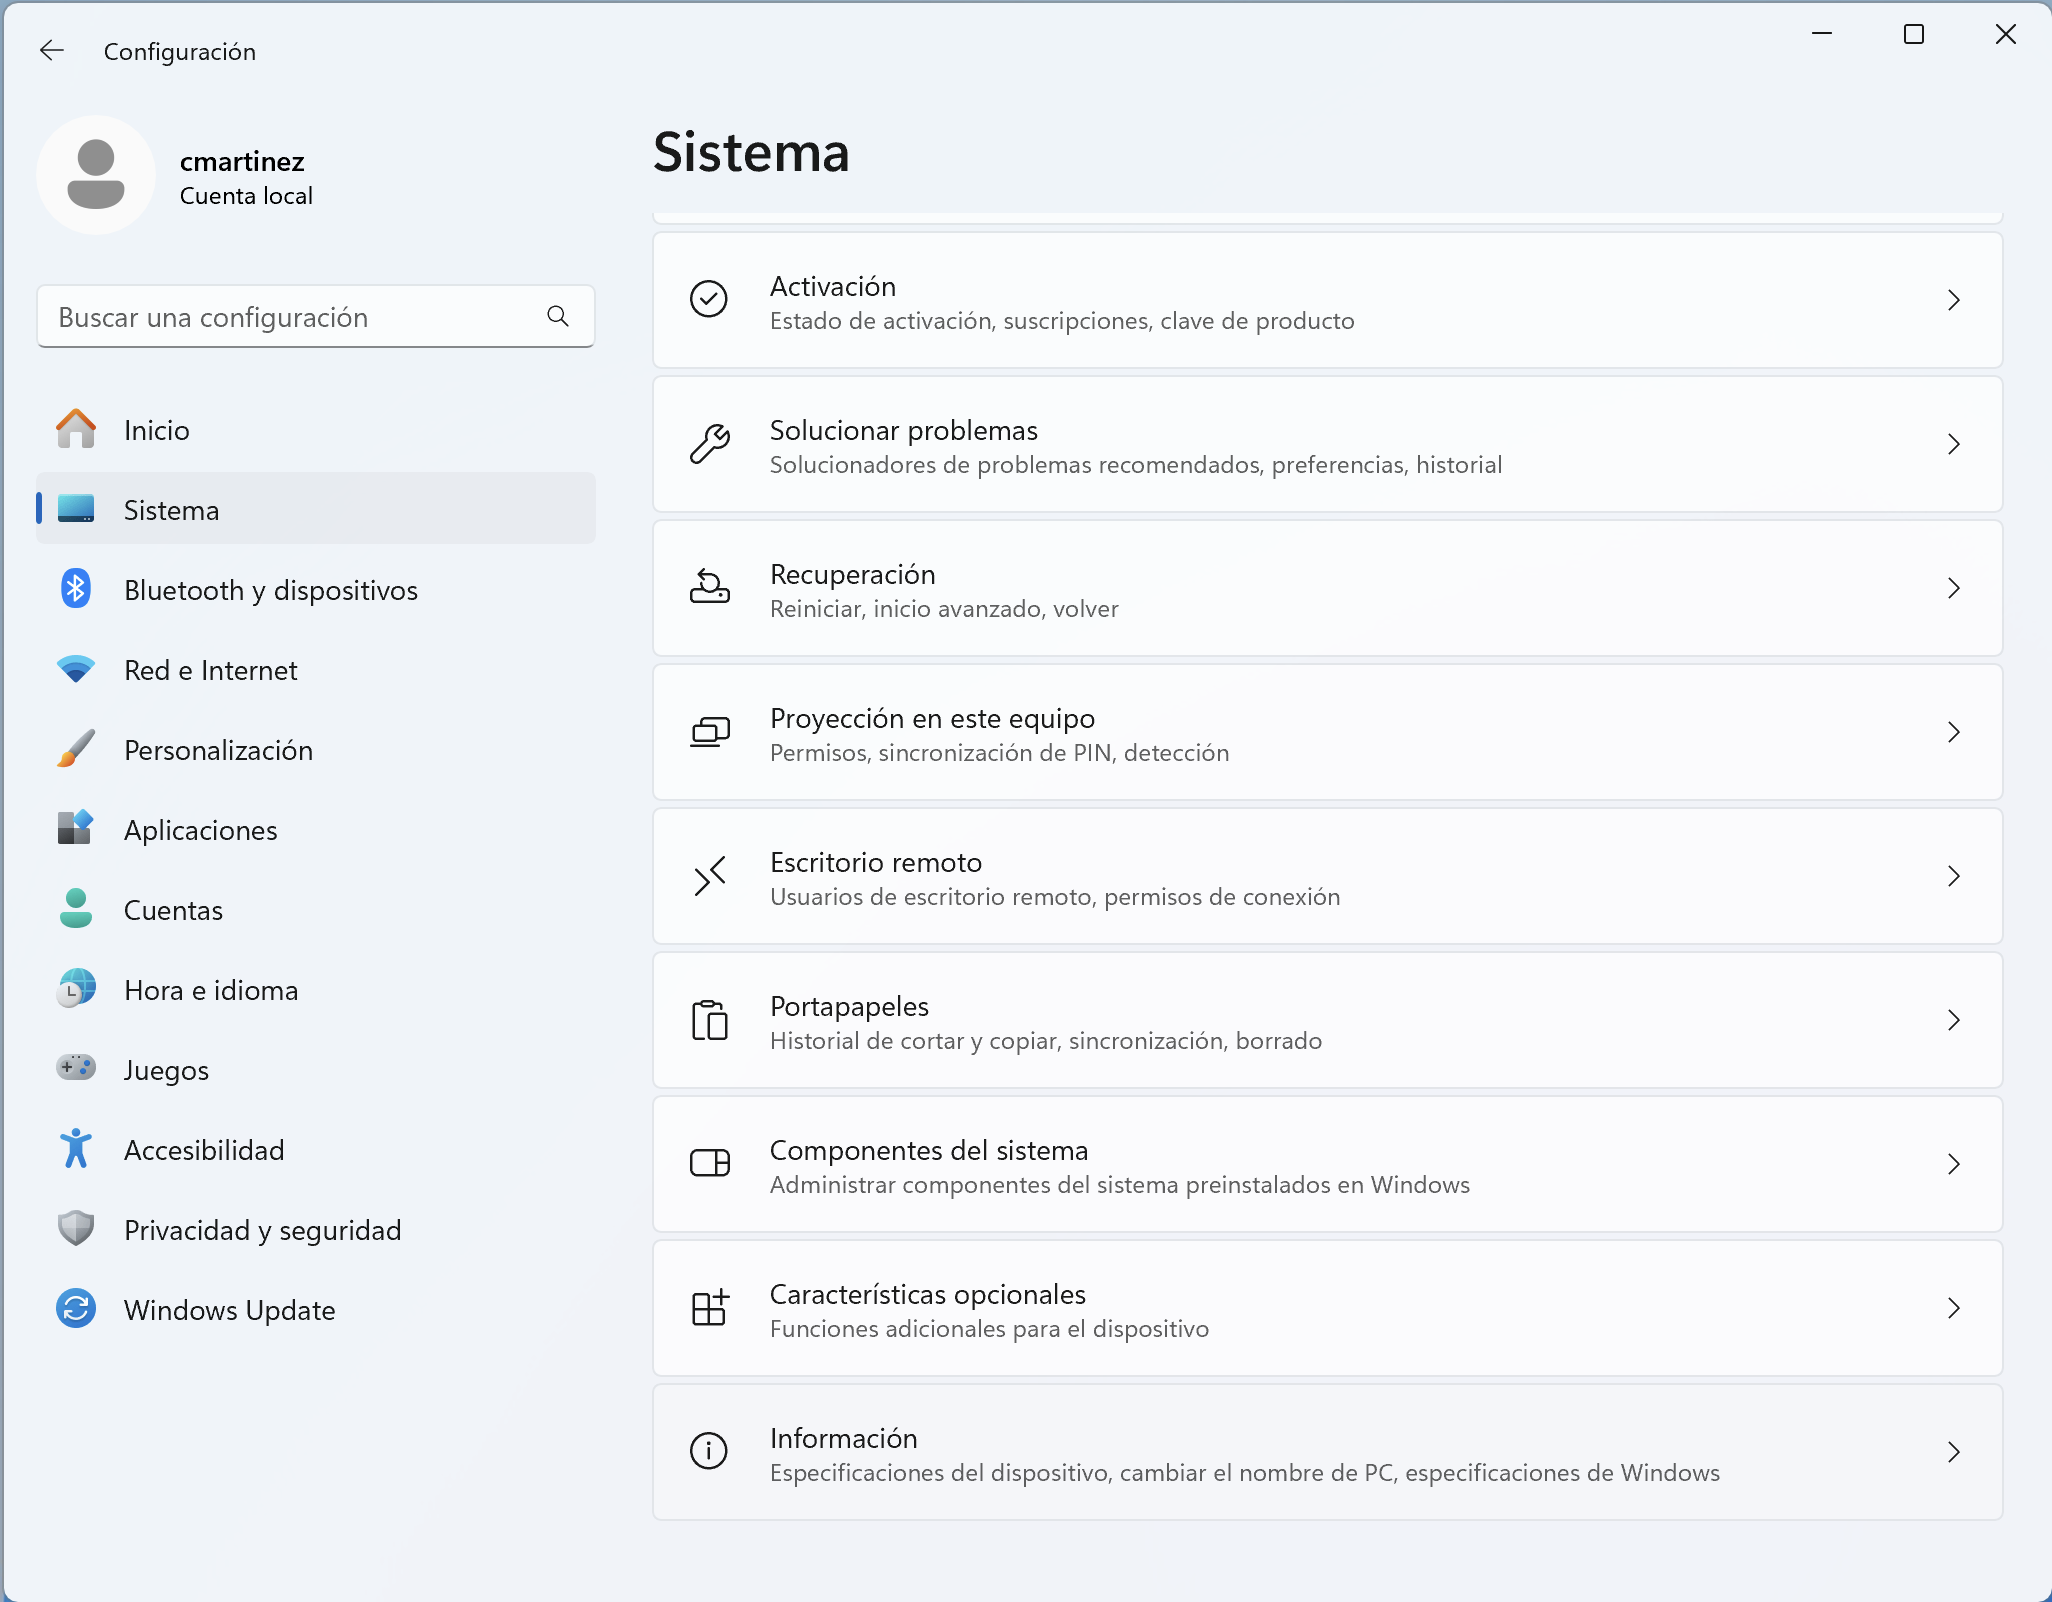 Configuración
cmartinez
Cuenta local
Buscar una configuración
Inicio
Sistema
Bluetooth y dispositivos
Red e Internet
Personalización
Aplicaciones
Cuentas
Hora e idioma
Juegos
Accesibilidad
Privacidad y seguridad
Windows Update
Sistema
Activación
Estado de activación, suscripciones, clave de producto
Solucionar problemas
Solucionadores de problemas recomendados, preferencias, historial
Recuperación
Reiniciar, inicio avanzado, volver
Proyección en este equipo
Permisos, sincronización de PIN, detección
Escritorio remoto
Usuarios de escritorio remoto, permisos de conexión
Portapapeles
Historial de cortar y copiar, sincronización, borrado
Componentes del sistema
Administrar componentes del sistema preinstalados en Windows
Características opcionales
Funciones adicionales para el dispositivo
Información
Especificaciones del dispositivo, cambiar el nombre de PC, especificaciones de Windows